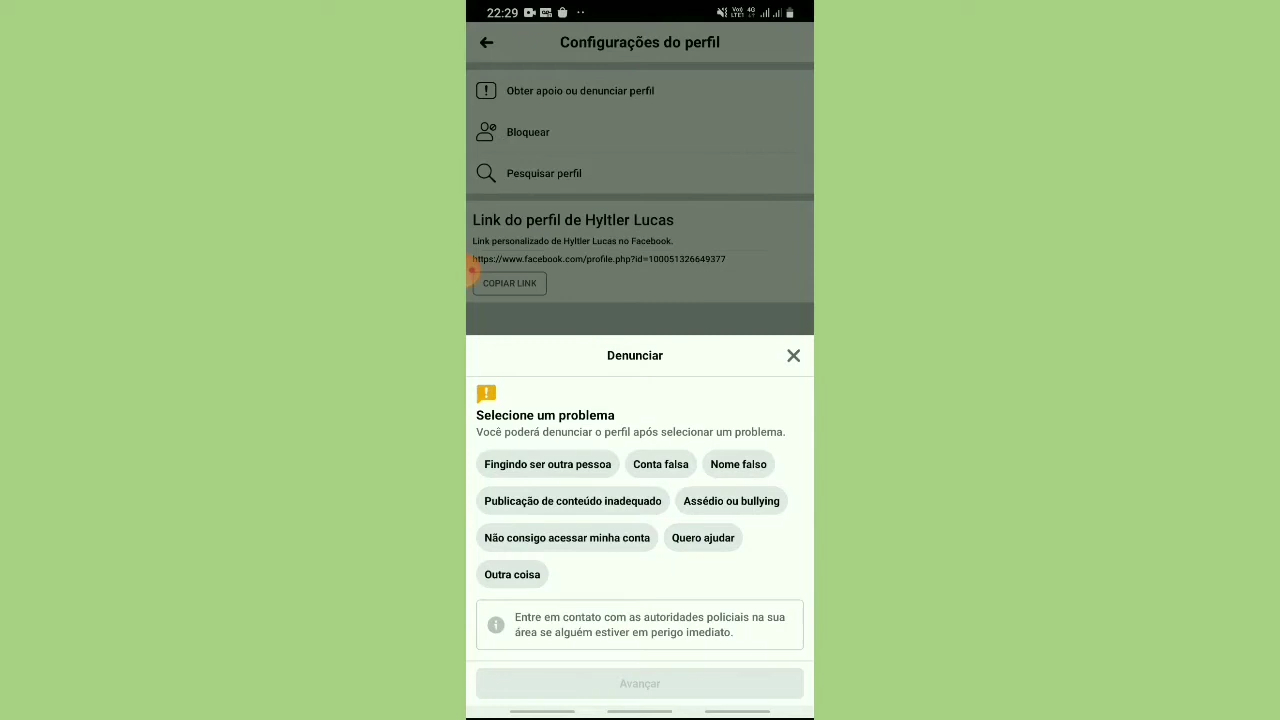 22:29
Configurações do perfil
Obter apoio ou denunciar perfil
Bloquear
Pesquisar perfil
Link do perfil de Hyltler Lucas
Link personalizado de Hyltler Lucas no Facebook.
https://www.facebook.com/profile.php?id=100051326649377
COPIAR LINK
Denunciar
Selecione um problema
Você poderá denunciar o perfil após selecionar um problema.
Fingindo ser outra pessoa Conta falsa Nome falso
Publicação de conteúdo inadequado Assédio ou bullying
Não consigo acessar minha conta Quero ajudar
Outra coisa
Entre em contato com as autoridades policiais na sua
área se alguém estiver em perigo imediato.
Avançar